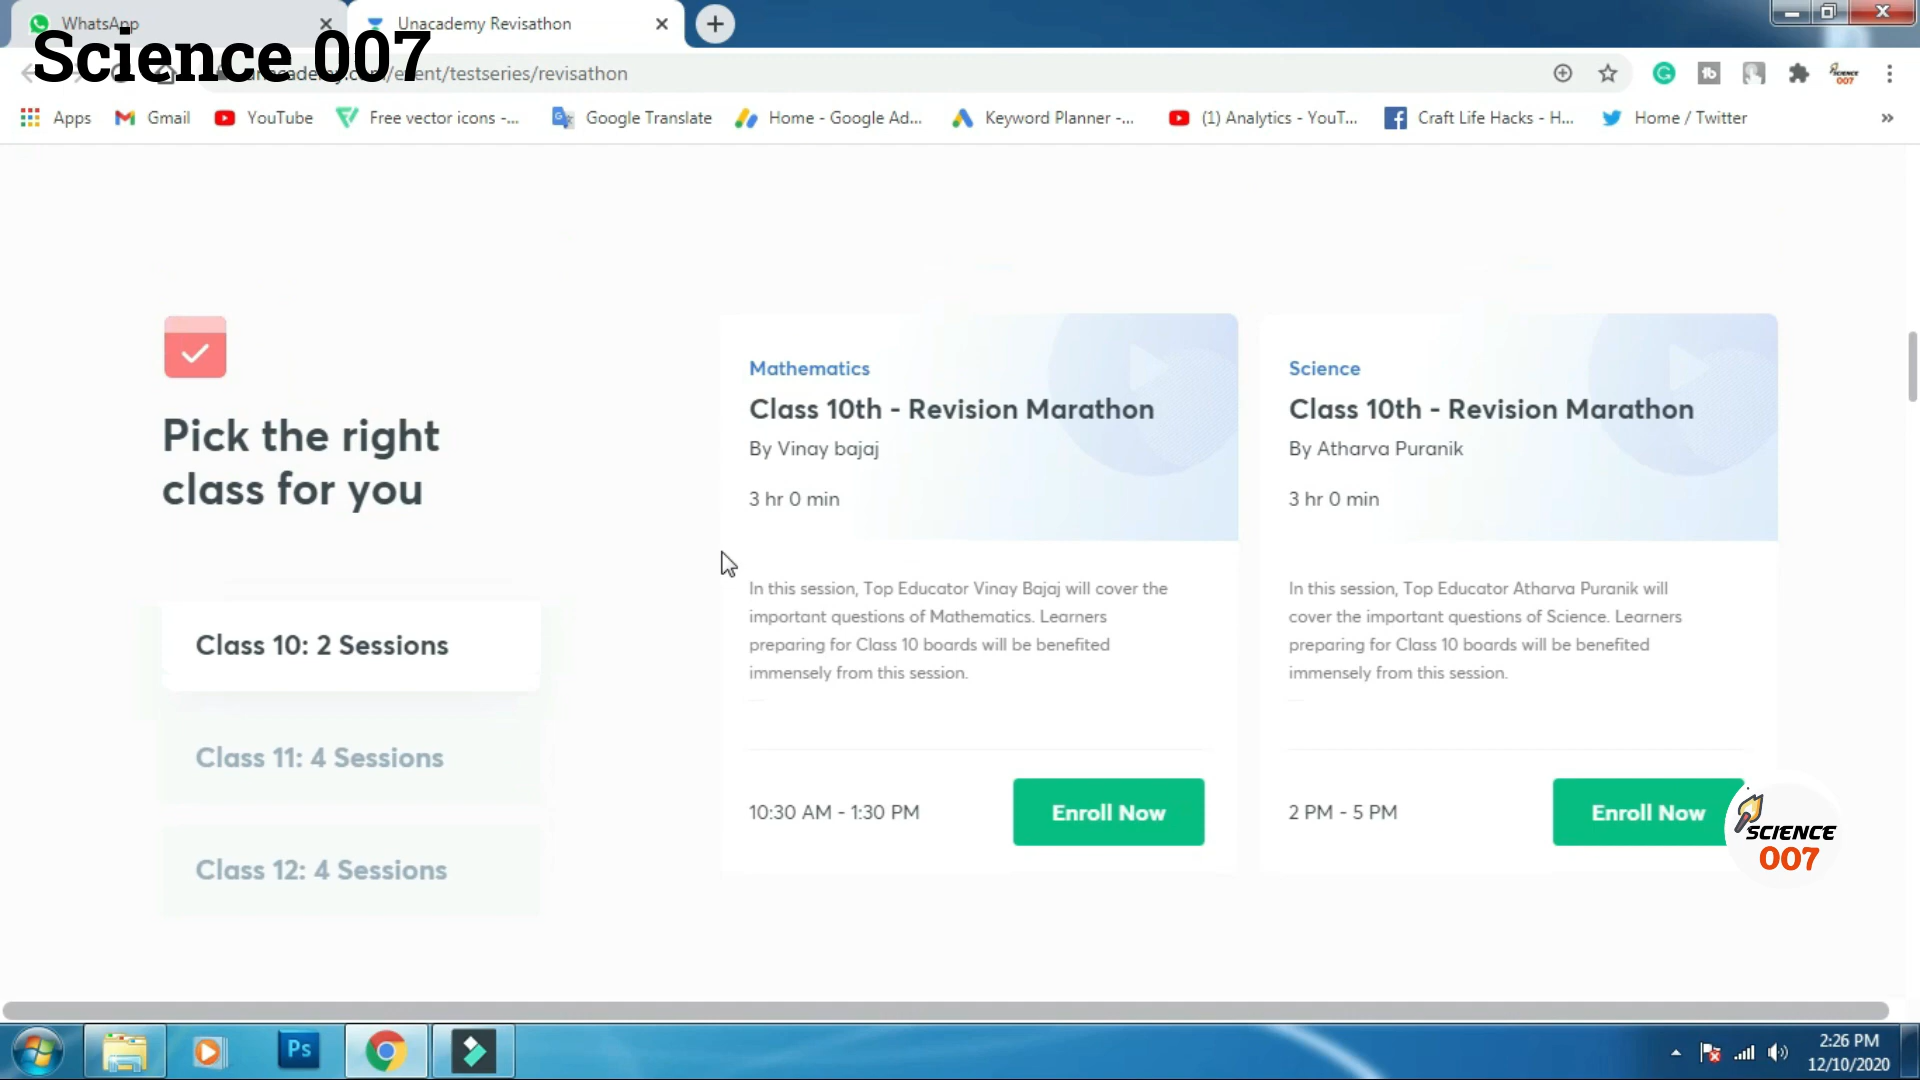 WhatsApp
Unacademy Revisathon
Science 007
/event/testseries/revisathon
Apps
Gmail
YouTube
Free vector icons -...
Google Translate
Home - Google Ad...
Keyword Planner -...
(1) Analytics - YouT...
Craft Life Hacks - H...
Home / Twitter
Pick the right
class for you
Class 10: 2 Sessions
Class 11: 4 Sessions
Class 12: 4 Sessions
Mathematics
Class 10th - Revision Marathon
By Vinay bajaj
3 hr 0 min
In this session, Top Educator Vinay Bajaj will cover the
important questions of Mathematics. Learners
preparing for Class 10 boards will be benefited
immensely from this session.
10:30 AM - 1:30 PM
Enroll Now
Science
Class 10th - Revision Marathon
By Atharva Puranik
3 hr 0 min
In this session, Top Educator Atharva Puranik will
cover the important questions of Science. Learners
preparing for Class 10 boards will be benefited
immensely from this session.
2 PM - 5 PM
Enroll Now
SCIENCE
007
Ps
2:26 PM
12/10/2020